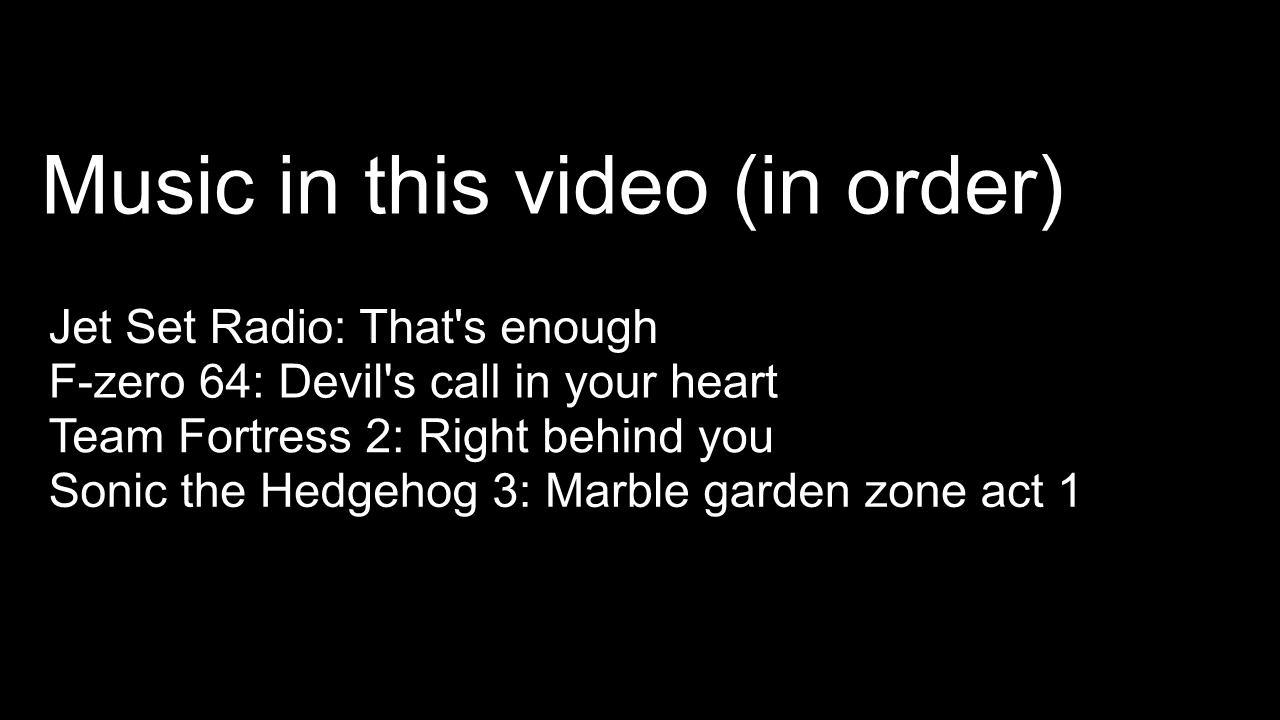 Music in this video (in order)
Jet Set Radio: That's enough
F-zero 64: Devil's call in your heart
Team Fortress 2: Right behind you
Sonic the Hedgehog 3: Marble garden zone act 1